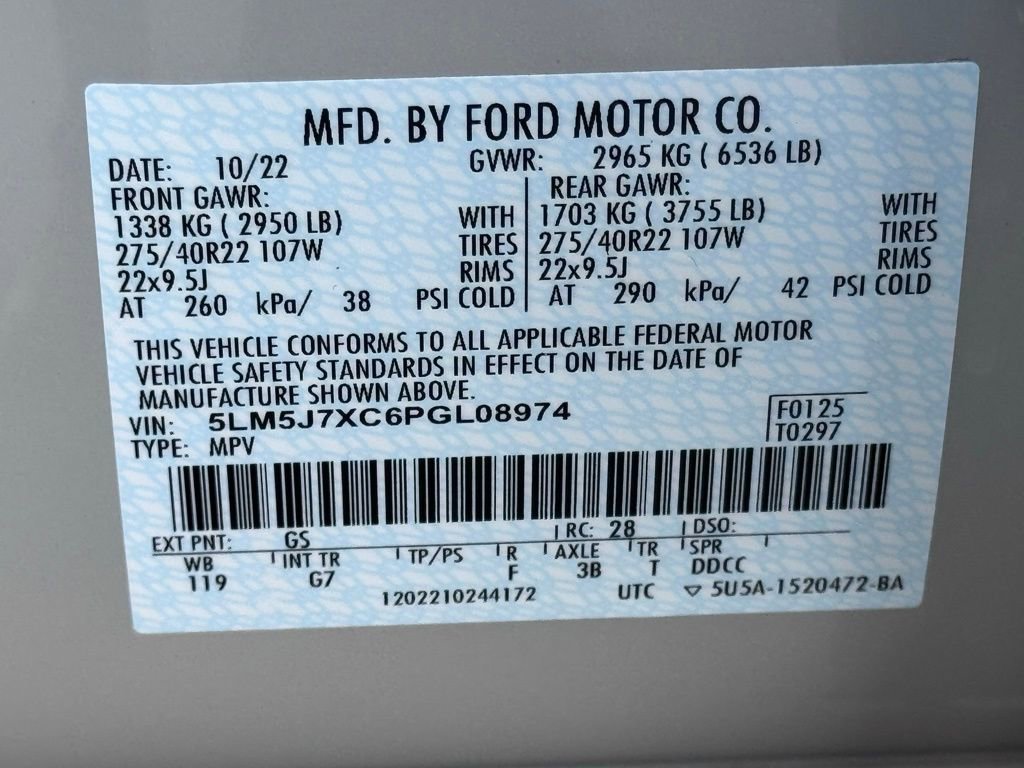 MFD. BY FORD MOTOR CO.
DATE: 10/22 GVWR: 2965 KG ( 6536 LB)
FRONT GAWR: REAR GAWR:
1338 KG ( 2950 LB) WITH 1703 KG ( 3755 LB) WITH
275/40R22 107W TIRES 275/40R22 107W TIRES
22x9.5J RIMS 22x9.5J RIMS
AT 260 kPa/ 38 PSI COLD AT 290 kPa/ 42 PSI COLD
THIS VEHICLE CONFORMS TO ALL APPLICABLE FEDERAL MOTOR
VEHICLE SAFETY STANDARDS IN EFFECT ON THE DATE OF
MANUFACTURE SHOWN ABOVE.
VIN: 5LM5J7XC6PGL08974 F0125
TYPE: MPV T0297
EXT PNT: GS RC: 28 DSO:
WB INT TR TP/PS R AXLE TR SPR
119 G7 F 3B T DDCC
1202210244172 UTC ▽ 5U5A-1520472-BA